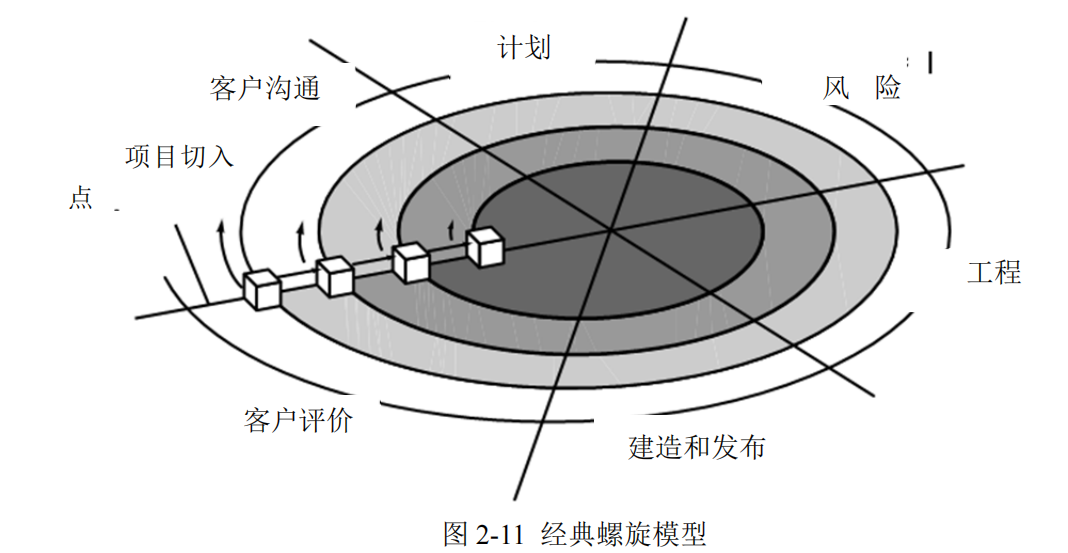 计划
客户沟通
风 险
项目切入
点
工程
客户评价
建造和发布
图 2-11 经典螺旋模型